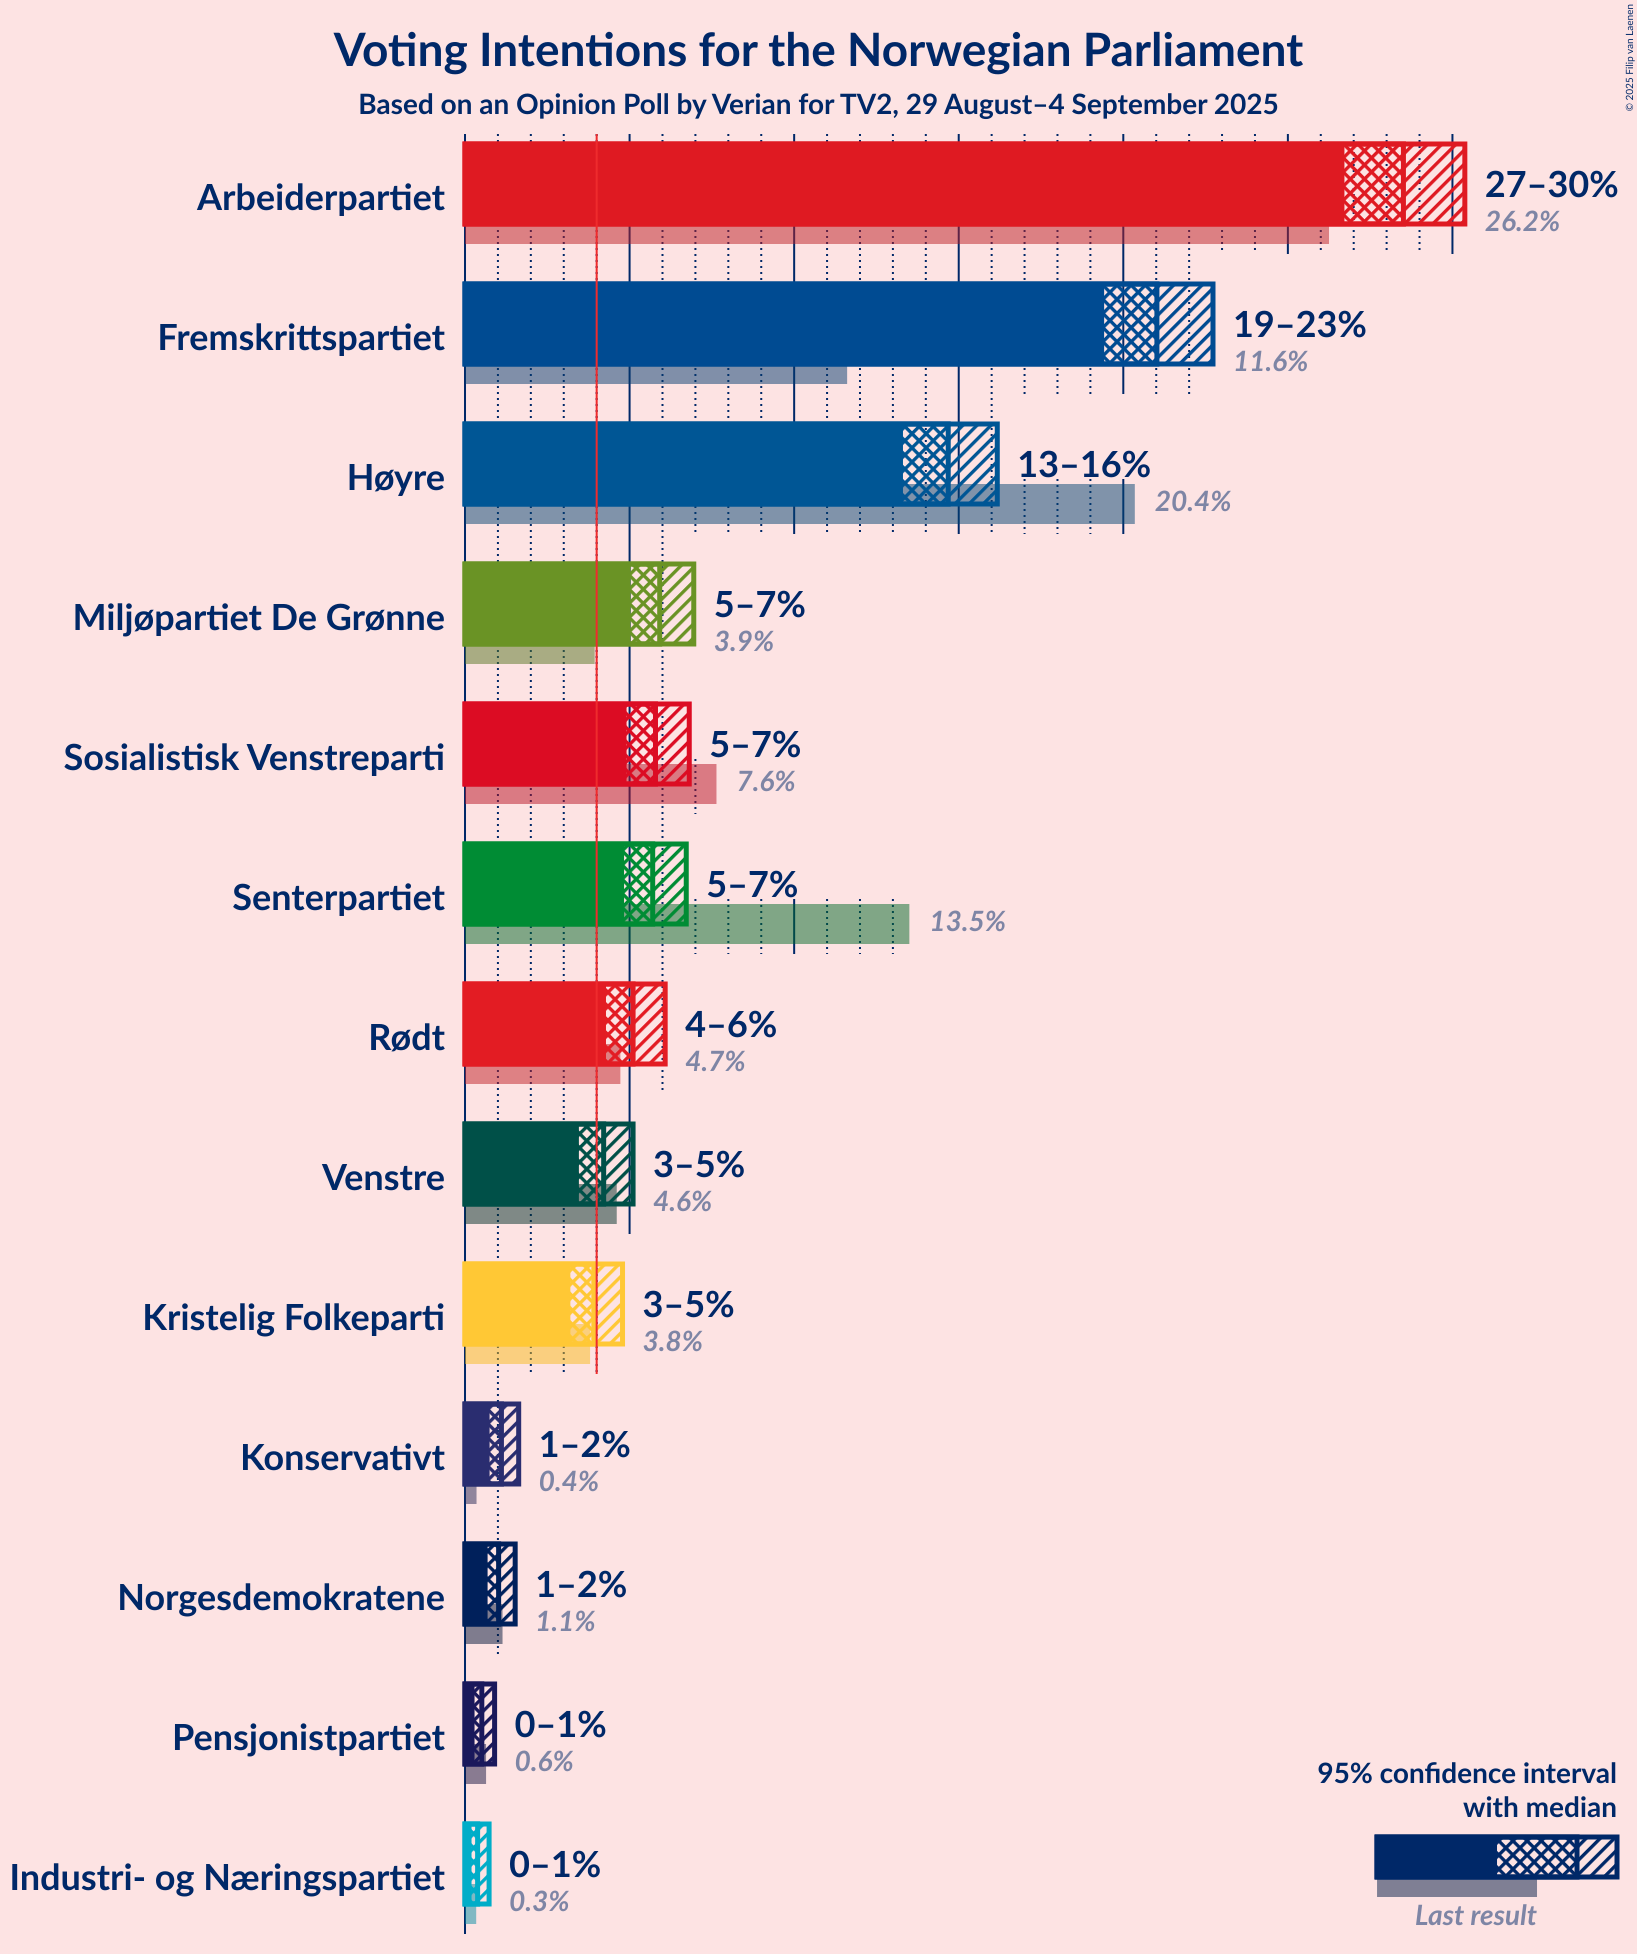 Voting Intentions for the Norwegian Parliament
Based on an Opinion Poll by Verian for TV2, 29 August–4 September 2025
© 2025 Filip van Laenen
Arbeiderpartiet
27–30%
26.2%
Fremskrittspartiet
19–23%
11.6%
Høyre
13–16%
20.4%
Miljøpartiet De Grønne
5–7%
3.9%
Sosialistisk Venstreparti
5–7%
7.6%
Senterpartiet
5–7%
13.5%
Rødt
4–6%
4.7%
Venstre
3–5%
4.6%
Kristelig Folkeparti
3–5%
3.8%
Konservativt
1–2%
0.4%
Norgesdemokratene
1–2%
1.1%
Pensjonistpartiet
0–1%
0.6%
Industri- og Næringspartiet
0–1%
0.3%
95% confidence interval
with median
Last result